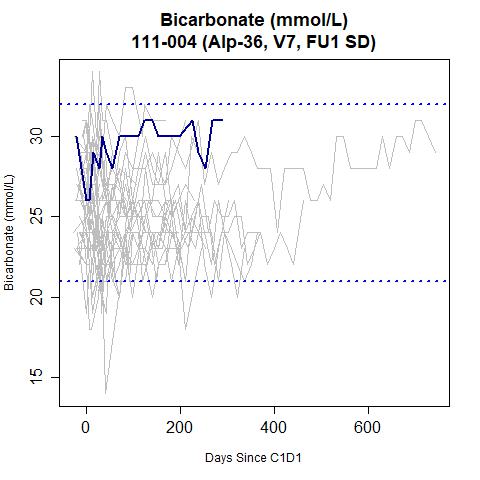 Bicarbonate (mmol/L)
111-004 (Alp-36, V7, FU1 SD)
Bicarbonate (mmol/L)
30
25
20
15
0
200
400
600
Days Since C1D1